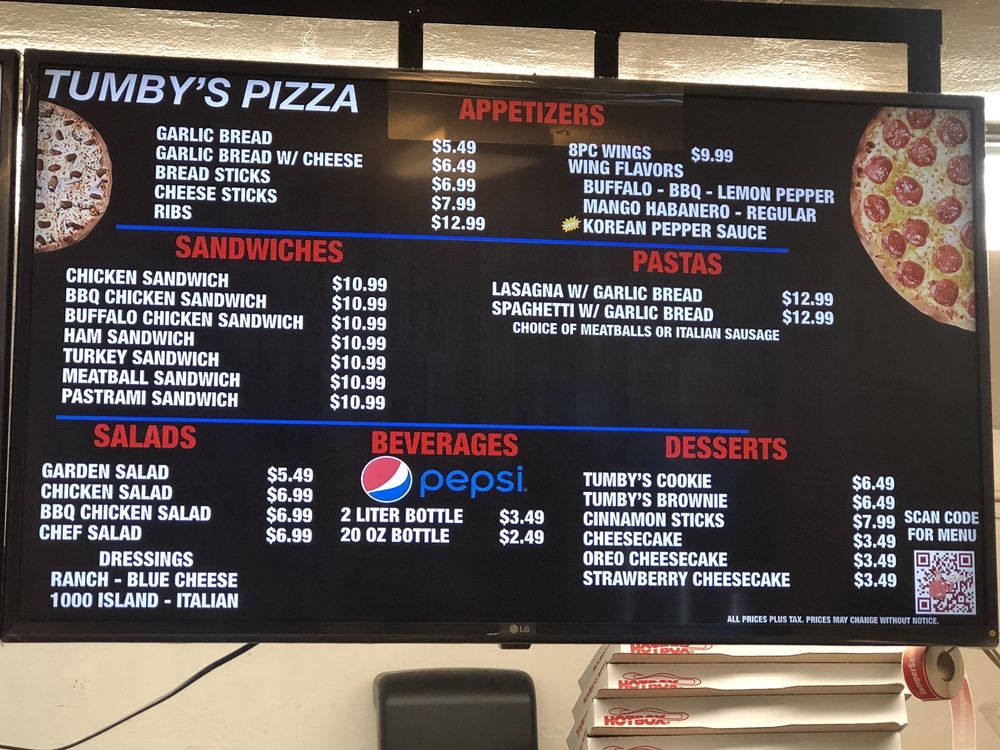 TUMBY'S PIZZA
APPETIZERS
GARLIC BREAD $5.49
GARLIC BREAD W/ CHEESE $6.49
BREAD STICKS $6.99
CHEESE STICKS $7.99
RIBS $12.99
8PC WINGS $9.99
WING FLAVORS
BUFFALO - BBQ - LEMON PEPPER
MANGO HABANERO - REGULAR
KOREAN PEPPER SAUCE
SANDWICHES
CHICKEN SANDWICH $10.99
BBQ CHICKEN SANDWICH $10.99
BUFFALO CHICKEN SANDWICH $10.99
HAM SANDWICH $10.99
TURKEY SANDWICH $10.99
MEATBALL SANDWICH $10.99
PASTRAMI SANDWICH $10.99
PASTAS
LASAGNA W/ GARLIC BREAD $12.99
SPAGHETTI W/ GARLIC BREAD $12.99
CHOICE OF MEATBALLS OR ITALIAN SAUSAGE
SALADS
GARDEN SALAD $5.49
CHICKEN SALAD $6.99
BBQ CHICKEN SALAD $6.99
CHEF SALAD $6.99
DRESSINGS
RANCH - BLUE CHEESE
1000 ISLAND - ITALIAN
BEVERAGES
pepsi
2 LITER BOTTLE $3.49
20 OZ BOTTLE $2.49
DESSERTS
TUMBY'S COOKIE $6.49
TUMBY'S BROWNIE $6.49
CINNAMON STICKS $7.99
CHEESECAKE $3.49
OREO CHEESECAKE $3.49
STRAWBERRY CHEESECAKE $3.49
SCAN CODE
FOR MENU
ALL PRICES PLUS TAX. PRICES MAY CHANGE WITHOUT NOTICE.
LG
HOTBOX
HOTBOX
HOTBOX